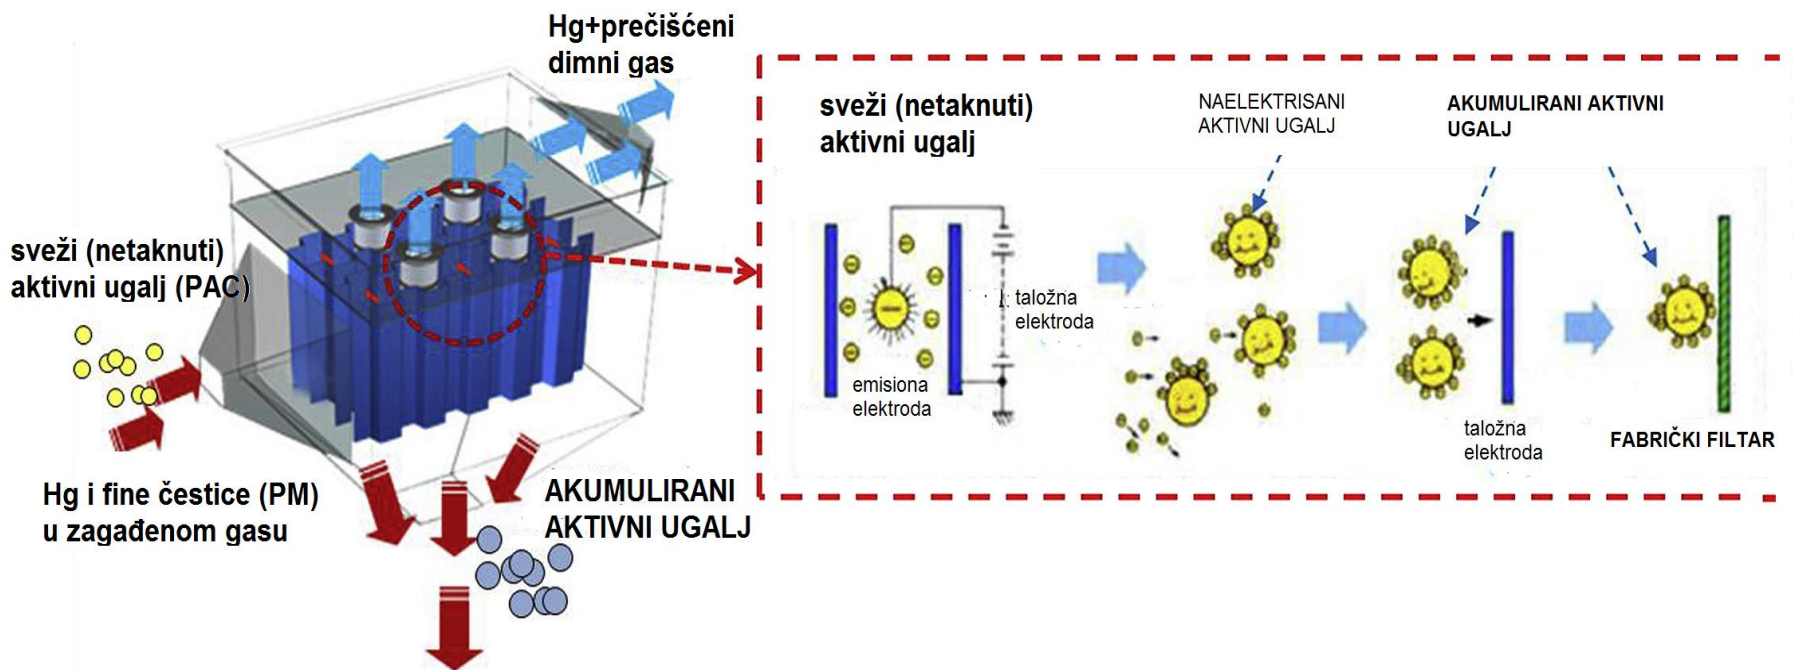 Hg+prečišćeni
dimni gas
sveži (netaknuti)
aktivni ugalj (PAC)
Hg i fine čestice (PM)
u zagađenom gasu
AKUMULIRANI
AKTIVNI UGALJ
sveži (netaknuti)
aktivni ugalj
NAELEKTRISANI
AKTIVNI UGALJ
AKUMULIRANI AKTIVNI
UGALJ
taložna
elektroda
emisiona
elektroda
taložna
elektroda
FABRIČKI FILTAR